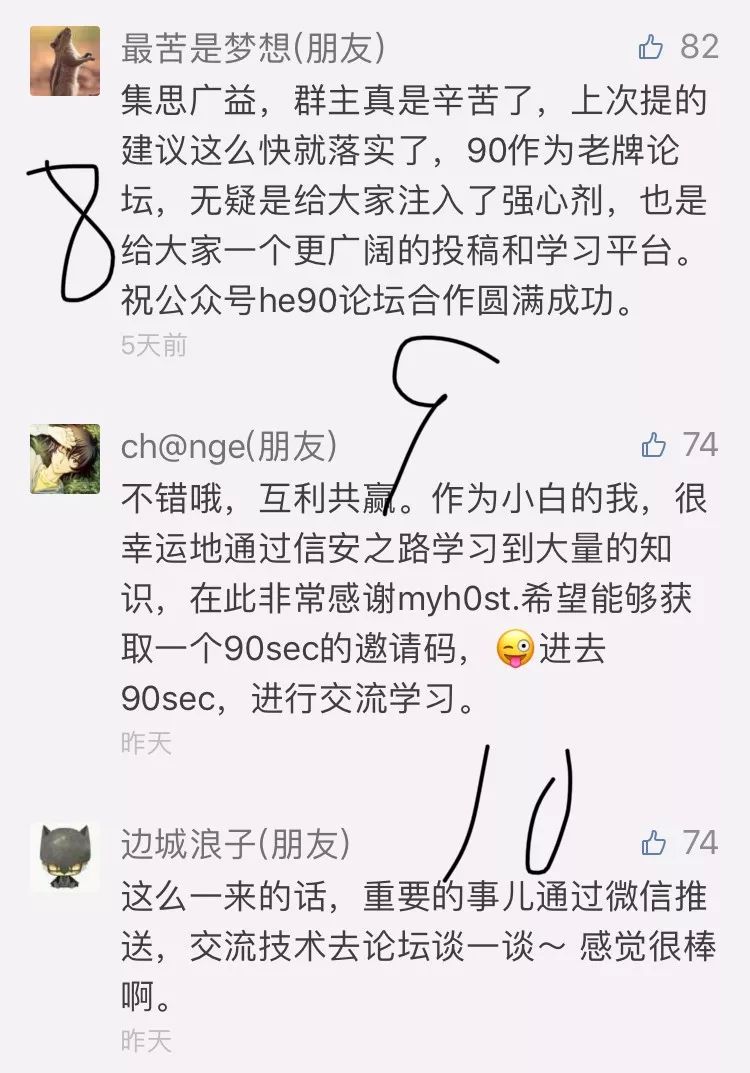 最苦是梦想(朋友) 82
集思广益，群主真是辛苦了，上次提的
建议这么快就落实了，90作为老牌论
坛，无疑是给大家注入了强心剂，也是
给大家一个更广阔的投稿和学习平台。
祝公众号he90论坛合作圆满成功。
5天前
8
9
ch@nge(朋友) 74
不错哦，互利共赢。作为小白的我，很
幸运地通过信安之路学习到大量的知
识，在此非常感谢myh0st.希望能够获
取一个90sec的邀请码，😜进去
90sec，进行交流学习。
昨天
10
边城浪子(朋友) 74
这么一来的话，重要的事儿通过微信推
送，交流技术去论坛谈一谈～ 感觉很棒
啊。
昨天